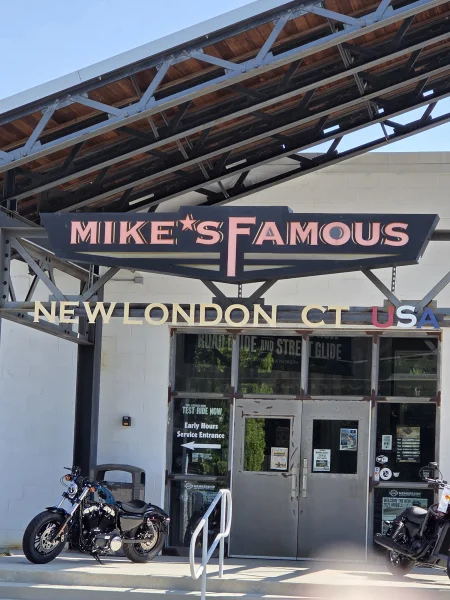 MIKE★S FAMOUS
NEW LONDON CT USA
ROAD GLIDE AND STREET GLIDE
TEST RIDE NOW
Early Hours
Service Entrance